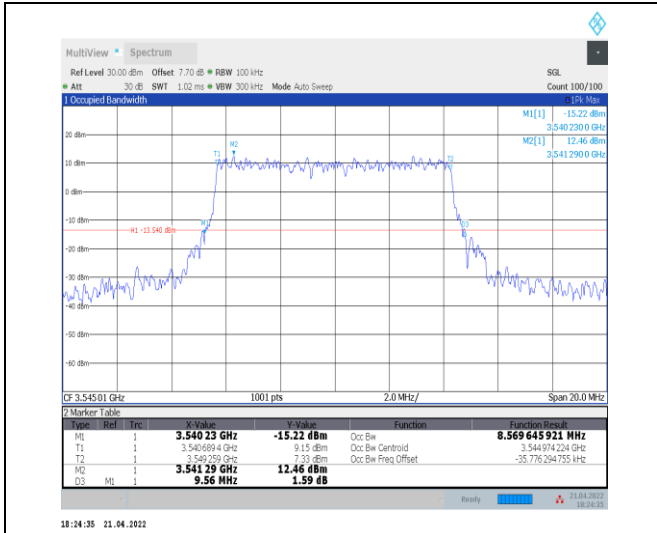 MultiView Spectrum
Ref Level 30.00 dBm Offset 7.70 dB RBW 100 kHz SGL
Att 30 dB SWT 1.02 ms VBW 300 kHz Mode Auto Sweep Count 100/100
1 Occupied Bandwidth 1Pk Max
M1[1] -15.22 dBm
3.540 230 0 GHz
M2[1] 12.46 dBm
3.541 290 0 GHz
20 dBm
M2
T1 T2
10 dBm
0 dBm
-10 dBm
M1 D3
H1 -13.540 dBm
-20 dBm
-30 dBm
-40 dBm
-50 dBm
-60 dBm
CF 3.545 01 GHz 1001 pts 2.0 MHz/ Span 20.0 MHz
2 Marker Table
Type Ref Trc X-Value Y-Value Function Function Result
M1 1 3.540 23 GHz -15.22 dBm Occ Bw 8.569 645 921 MHz
T1 1 3.540 689 4 GHz 9.15 dBm Occ Bw Centroid 3.544 974 224 GHz
T2 1 3.549 259 GHz 7.33 dBm Occ Bw Freq Offset -35.776 294 755 kHz
M2 1 3.541 29 GHz 12.46 dBm
D3 M1 1 9.56 MHz 1.59 dB
Ready 21.04.2022
18:24:35
18:24:35 21.04.2022